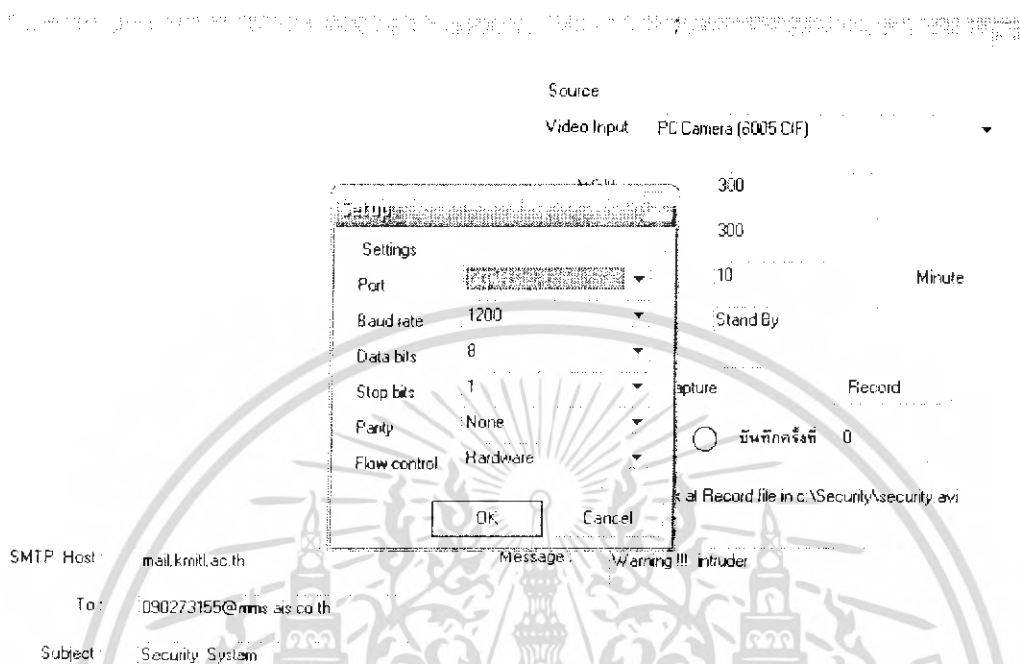 Source
Video Input PC Camera (6005 CIF)
300
Setup
300
Settings
10 Minute
Port
Stand By
Baud rate 1200
Data bits 8
Stop bits 1
apture Record
Parity None
บันทึกครั้งที่ 0
Flow control Hardware
k at Record file in c:\Security\security.avi
OK Cancel
SMTP Host : mail.kmitl.ac.th
Message : Warning !!! intruder
To : 090273155@mms.ais.co.th
Subject : Security System